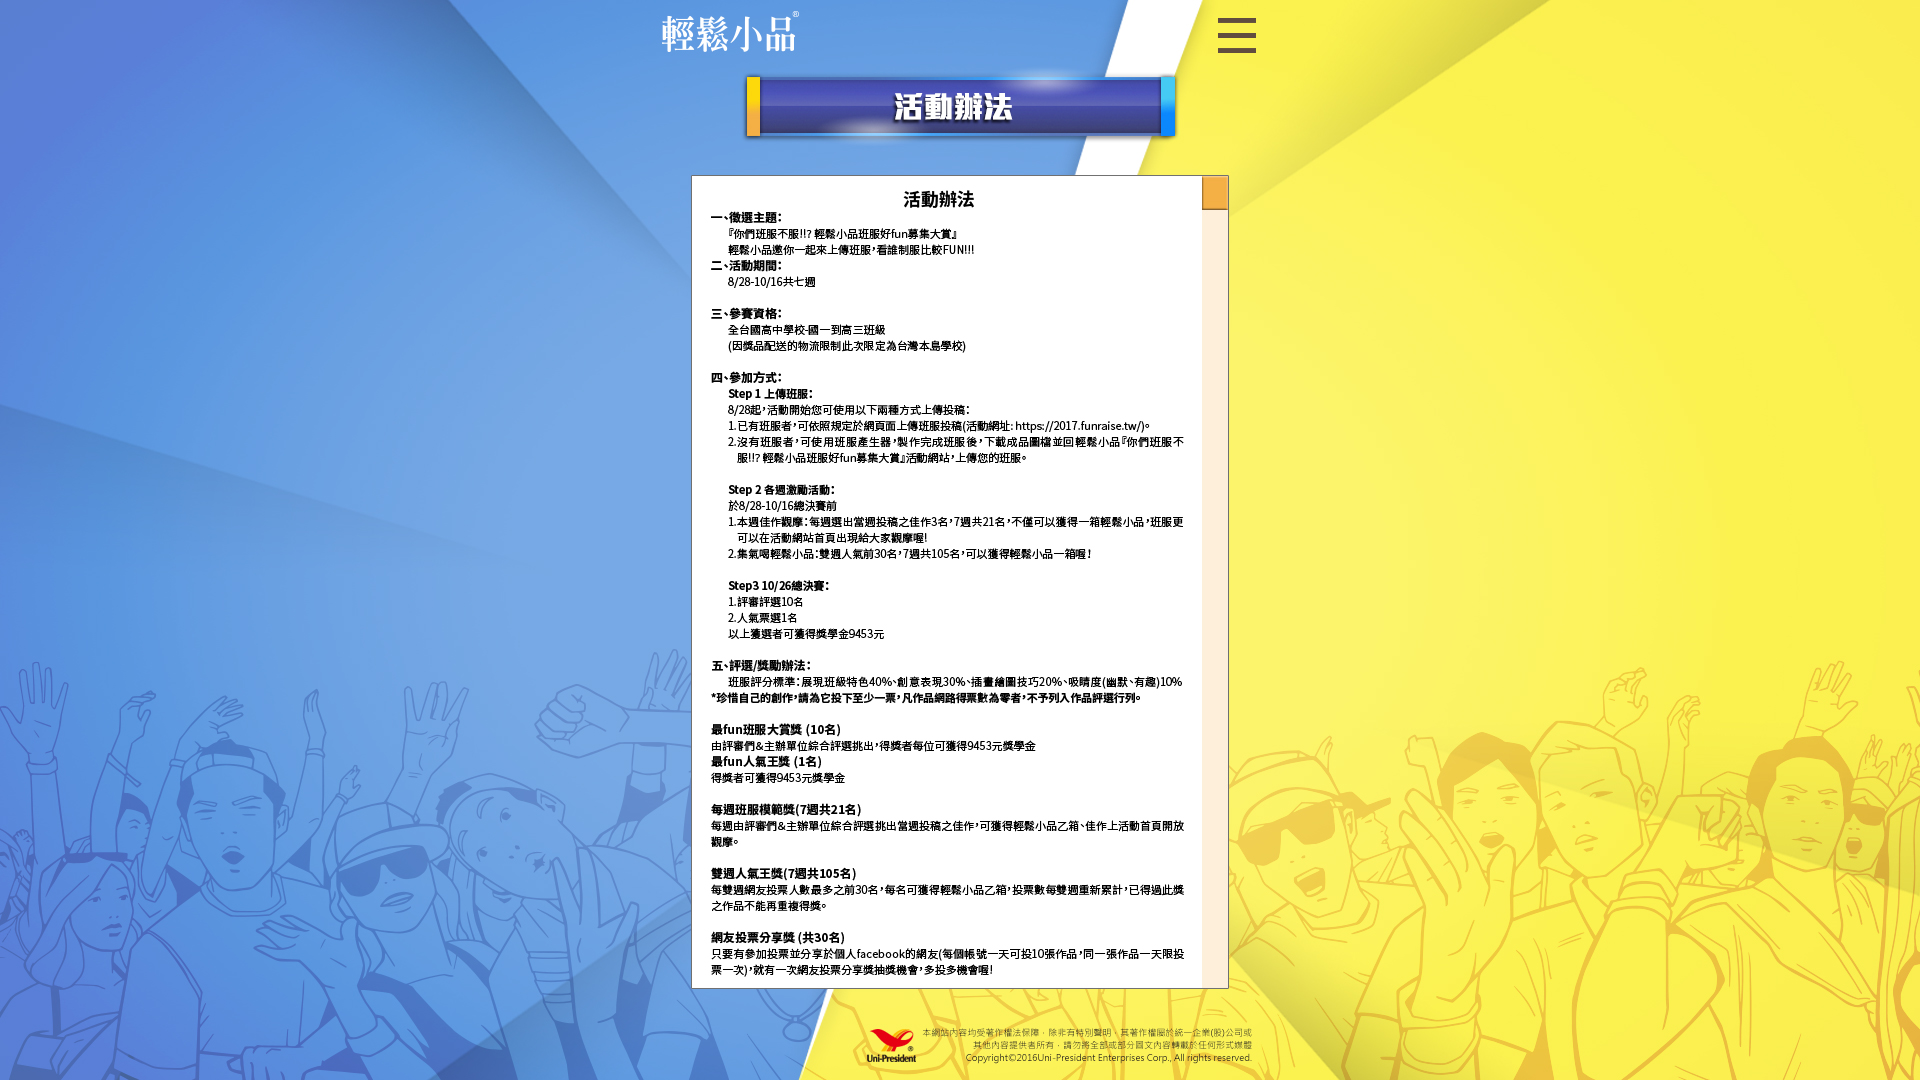 輕鬆小品®
活動辦法
活動辦法
一、徵選主題：
『你們班服不服!!? 輕鬆小品班服好fun募集大賞』
輕鬆小品邀你一起來上傳班服，看誰制服比較FUN!!!
二、活動期間：
8/28-10/16共七週
三、參賽資格：
全台國高中學校-國一到高三班級
(因獎品配送的物流限制此次限定為台灣本島學校)
四、參加方式：
Step 1 上傳班服：
8/28起，活動開始您可使用以下兩種方式上傳投稿：
1.已有班服者，可依照規定於網頁面上傳班服投稿(活動網址: https://2017.funraise.tw/)。
2.沒有班服者，可使用班服產生器，製作完成班服後，下載成品圖檔並回輕鬆小品『你們班服不
服!!? 輕鬆小品班服好fun募集大賞』活動網站，上傳您的班服。
Step 2 各週激勵活動：
於8/28-10/16總決賽前
1.本週佳作觀摩：每週選出當週投稿之佳作3名，7週共21名，不僅可以獲得一箱輕鬆小品，班服更
可以在活動網站首頁出現給大家觀摩喔!
2.集氣喝輕鬆小品：雙週人氣前30名，7週共105名，可以獲得輕鬆小品一箱喔！
Step3 10/26總決賽：
1.評審評選10名
2.人氣票選1名
以上獲選者可獲得獎學金9453元
五、評選/獎勵辦法：
班服評分標準：展現班級特色40%、創意表現30%、插畫繪圖技巧20%、吸睛度(幽默、有趣)10%
*珍惜自己的創作，請為它投下至少一票，凡作品網路得票數為零者，不予列入作品評選行列。
最fun班服大賞獎 (10名)
由評審們&主辦單位綜合評選挑出，得獎者每位可獲得9453元獎學金
最fun人氣王獎 (1名)
得獎者可獲得9453元獎學金
每週班服模範獎(7週共21名)
每週由評審們&主辦單位綜合評選挑出當週投稿之佳作，可獲得輕鬆小品乙箱、佳作上活動首頁開放
觀摩。
雙週人氣王獎(7週共105名)
每雙週網友投票人數最多之前30名，每名可獲得輕鬆小品乙箱，投票數每雙週重新累計，已得過此獎
之作品不能再重複得獎。
網友投票分享獎 (共30名)
只要有參加投票並分享於個人facebook的網友(每個帳號一天可投10張作品，同一張作品一天限投
票一次)，就有一次網友投票分享獎抽獎機會，多投多機會喔!
Uni-President®
本網站內容均受著作權法保障．除非有特別聲明．其著作權屬於統一企業(股)公司或
其他內容提供者所有．請勿將全部或部分圖文內容轉載於任何形式媒體
Copyright©2016Uni-President Enterprises Corp., All rights reserved.